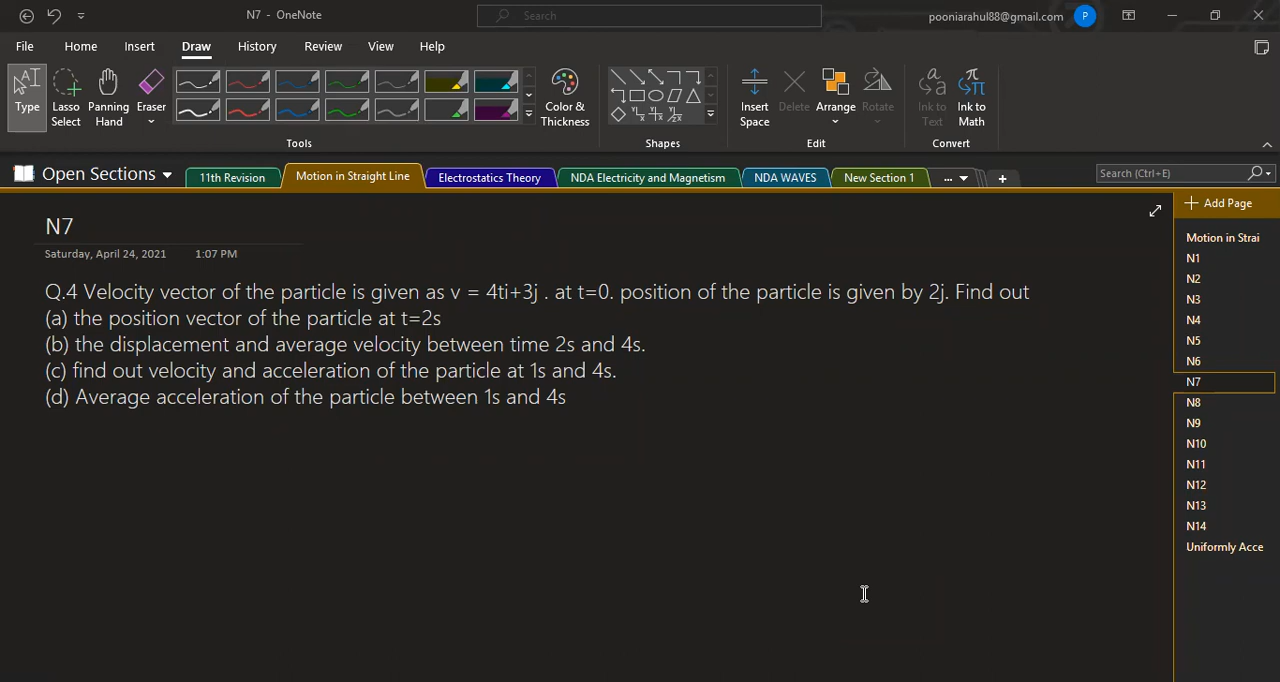 N7 - OneNote
Search
pooniarahul88@gmail.com
P
File Home Insert Draw History Review View Help
Type
Lasso Select
Panning Hand
Eraser
Color & Thickness
Insert Space
Delete
Arrange
Rotate
Ink to Text
Ink to Math
Tools
Shapes
Edit
Convert
Open Sections
11th Revision
Motion in Straight Line
Electrostatics Theory
NDA Electricity and Magnetism
NDA WAVES
New Section 1
...
Search (Ctrl+E)
N7
Saturday, April 24, 2021 1:07 PM
Q.4 Velocity vector of the particle is given as v = 4ti+3j . at t=0. position of the particle is given by 2j. Find out
(a) the position vector of the particle at t=2s
(b) the displacement and average velocity between time 2s and 4s.
(c) find out velocity and acceleration of the particle at 1s and 4s.
(d) Average acceleration of the particle between 1s and 4s
Add Page
Motion in Strai
N1
N2
N3
N4
N5
N6
N7
N8
N9
N10
N11
N12
N13
N14
Uniformly Acce